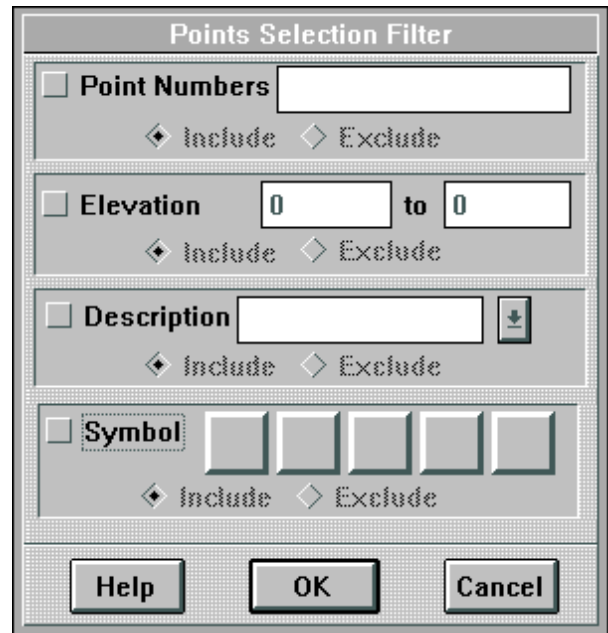 Points Selection Filter
Point Numbers
Include Exclude
Elevation 0 to 0
Include Exclude
Description
Include Exclude
Symbol
Include Exclude
Help OK Cancel